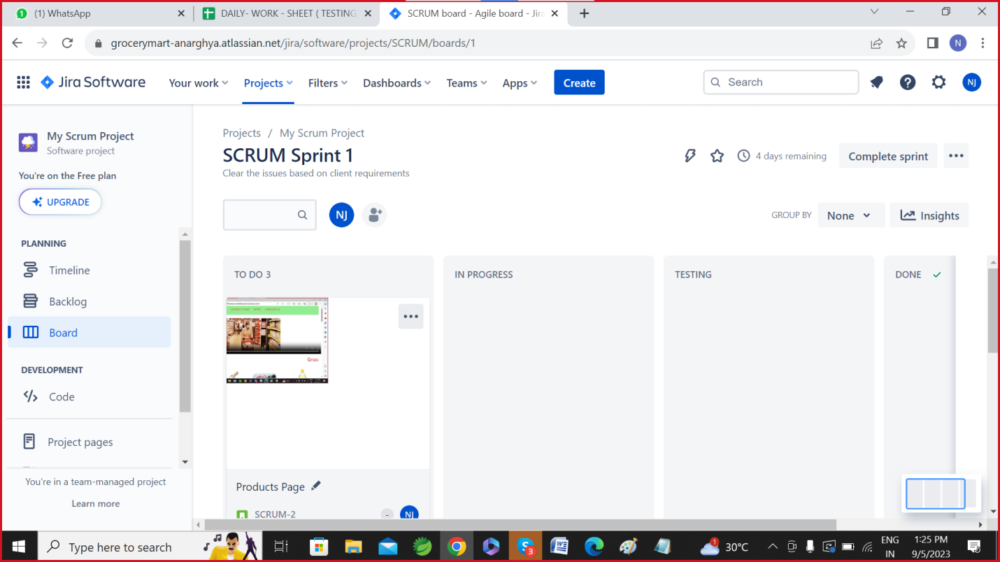 (1) WhatsApp
DAILY- WORK - SHEET ( TESTING
SCRUM board - Agile board - Jira
grocerymart-anarghya.atlassian.net/jira/software/projects/SCRUM/boards/1
N
Jira Software
Your work
Projects
Filters
Dashboards
Teams
Apps
Create
Search
NJ
My Scrum Project
Software project
You're on the Free plan
UPGRADE
PLANNING
Timeline
Backlog
Board
DEVELOPMENT
Code
Project pages
You're in a team-managed project
Learn more
Projects / My Scrum Project
SCRUM Sprint 1
Clear the issues based on client requirements
4 days remaining
Complete sprint
NJ
GROUP BY
None
Insights
TO DO 3
IN PROGRESS
TESTING
DONE
Groce
Products Page
SCRUM-2
-
NJ
Type here to search
3
1
30°C
ENG
IN
1:25 PM
9/5/2023